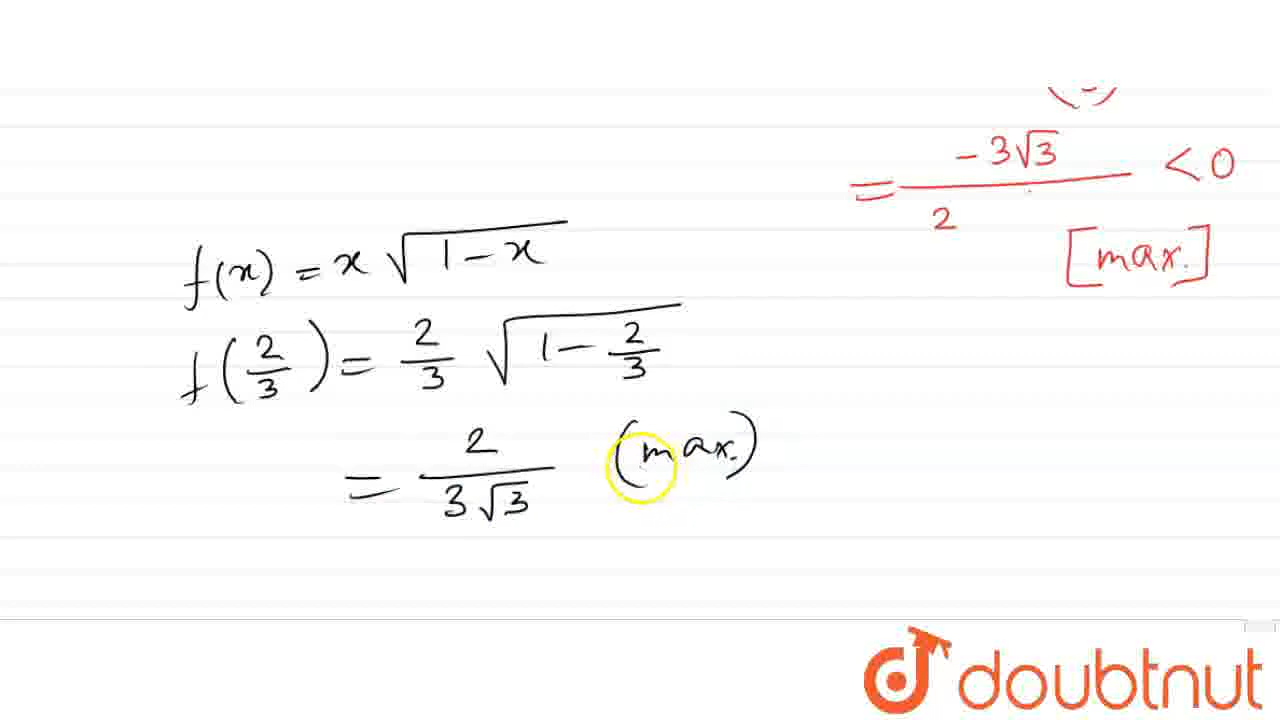 = -3√3 / 2 < 0
[max.]
f(x) = x √(1-x)
f(2/3) = 2/3 √(1 - 2/3)
= 2 / 3√3 (max.)
doubtnut